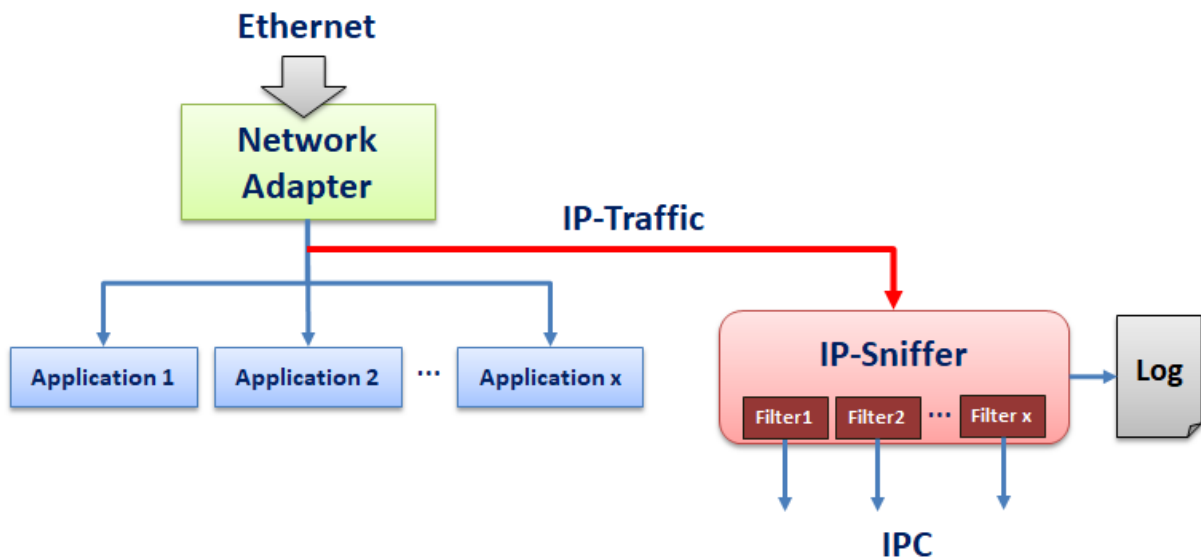 Ethernet
Network
Adapter
IP-Traffic
Application 1
Application 2
...
Application x
IP-Sniffer
Filter1
Filter2
...
Filter x
Log
IPC